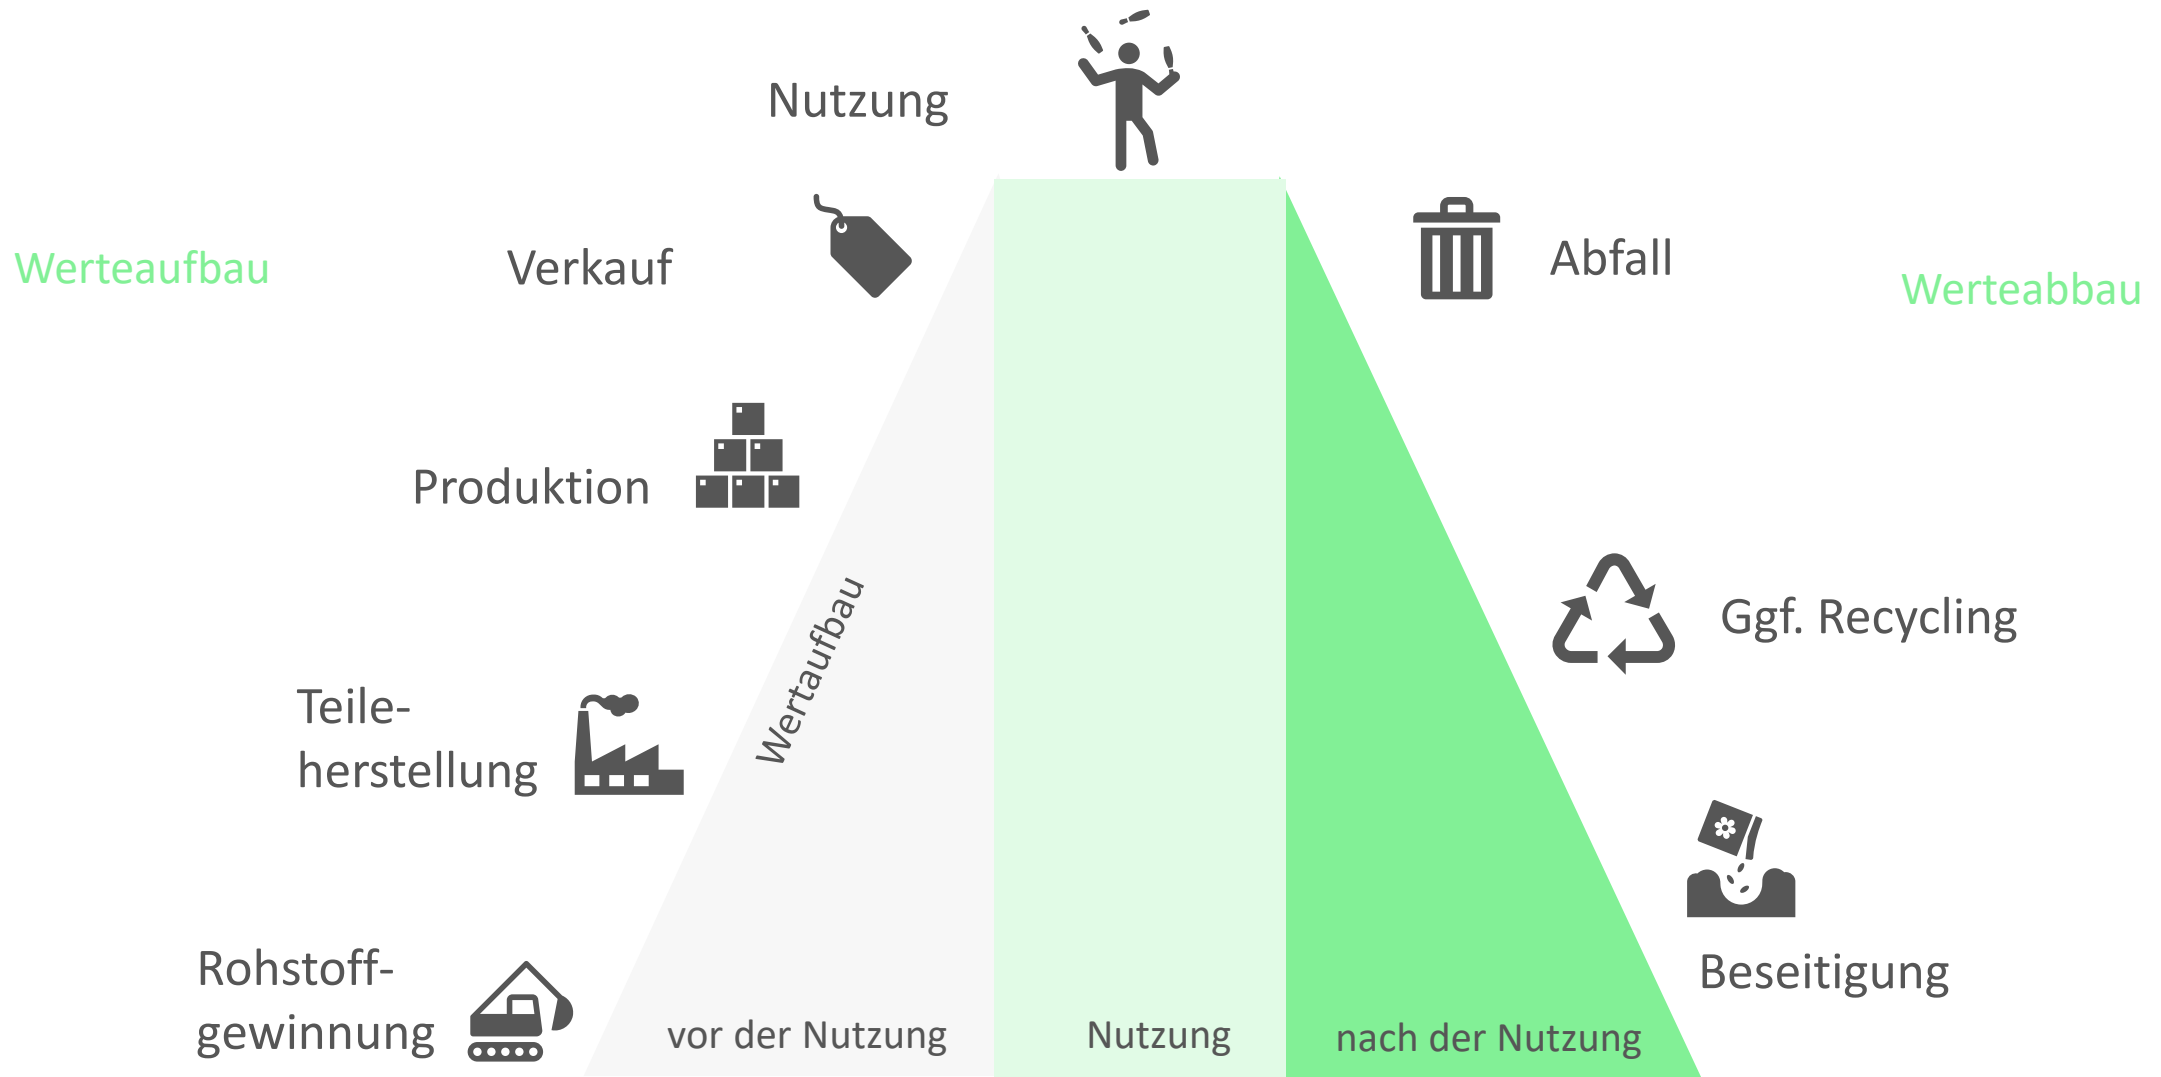 Nutzung
Werteaufbau
Verkauf
Abfall
Werteabbau
Produktion
Wertaufbau
Ggf. Recycling
Teile-
herstellung
Rohstoff-
gewinnung
Beseitigung
vor der Nutzung
Nutzung
nach der Nutzung